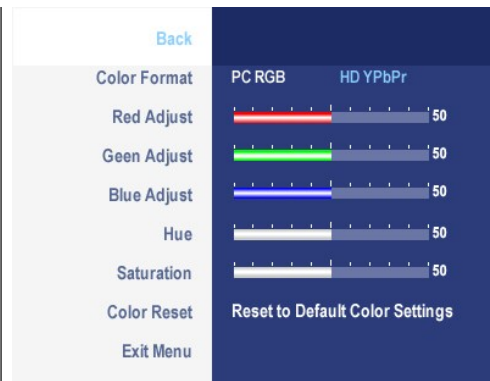 Back
Color Format PC RGB HD YPbPr
Red Adjust 50
Geen Adjust 50
Blue Adjust 50
Hue 50
Saturation 50
Color Reset Reset to Default Color Settings
Exit Menu